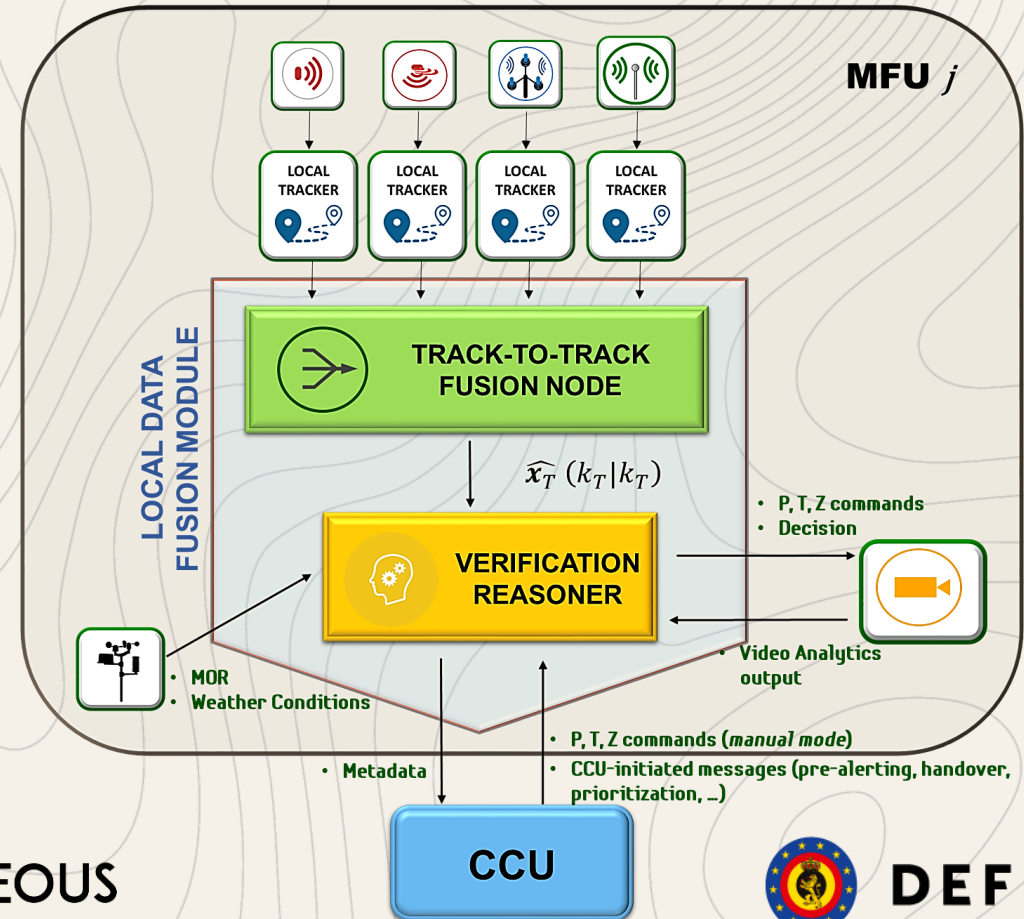 MFU j
LOCAL
TRACKER
LOCAL
TRACKER
LOCAL
TRACKER
LOCAL
TRACKER
LOCAL DATA
FUSION MODULE
TRACK-TO-TRACK
FUSION NODE
$\widehat{\boldsymbol{x}_T}$ $(k_T|k_T)$
• P, T, Z commands
• Decision
VERIFICATION
REASONER
• Video Analytics
output
• MOR
• Weather Conditions
• P, T, Z commands (manual mode)
• Metadata
• CCU-initiated messages (pre-alerting, handover,
prioritization, ...)
CCU
EOUS
DEF